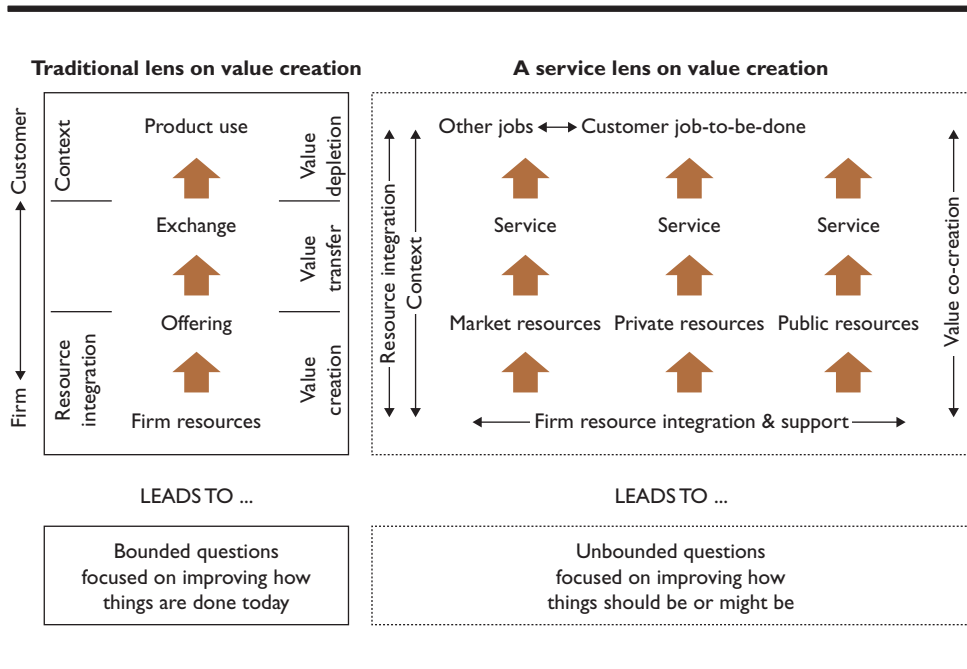 Traditional lens on value creation
A service lens on value creation
Customer
Firm
Context
Resource
integration
Product use
Exchange
Offering
Firm resources
Value
depletion
Value
transfer
Value
creation
Resource integration
Context
Other jobs
Customer job-to-be-done
Service
Service
Service
Market resources
Private resources
Public resources
Firm resource integration & support
Value co-creation
LEADS TO ...
LEADS TO ...
Bounded questions
focused on improving how
things are done today
Unbounded questions
focused on improving how
things should be or might be